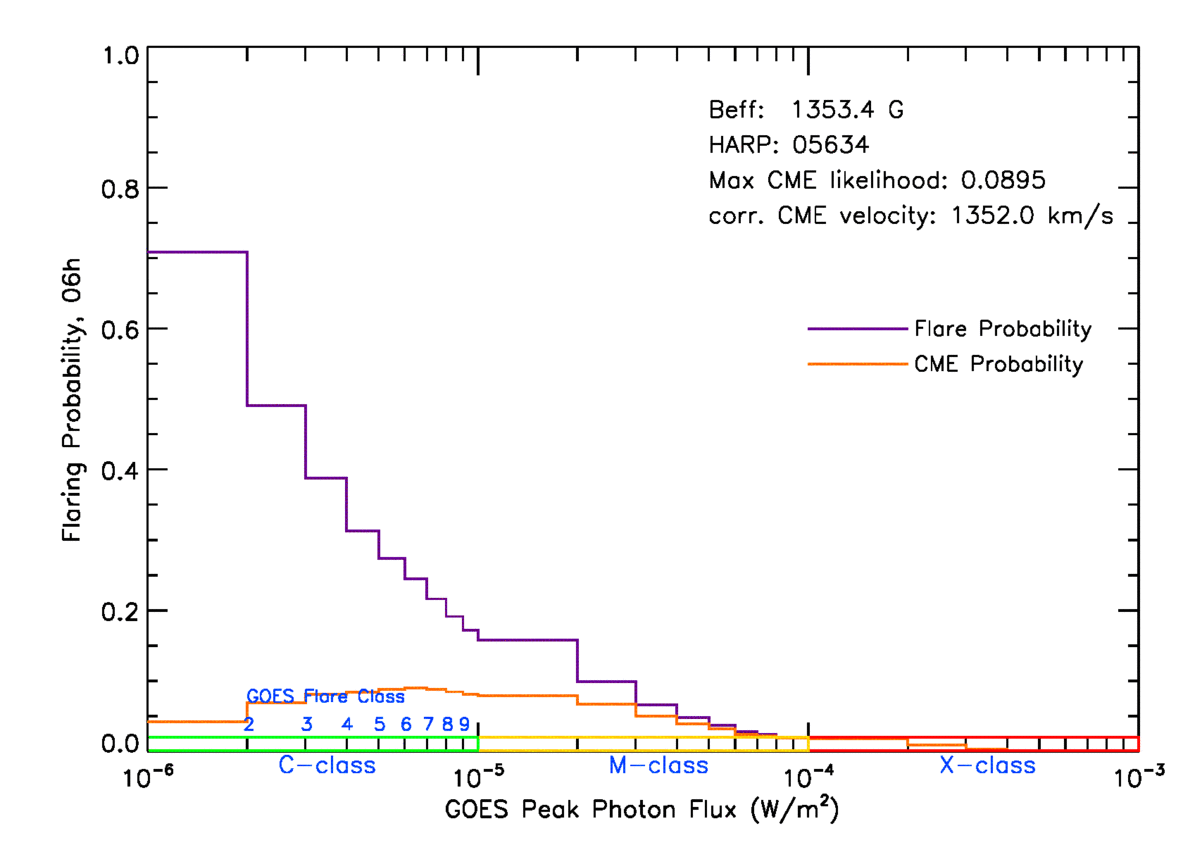 1.0
0.8
0.6
0.4
0.2
0.0
Flaring Probability, 06h
Beff: 1353.4 G
HARP: 05634
Max CME likelihood: 0.0895
corr. CME velocity: 1352.0 km/s
Flare Probability
CME Probability
GOES Flare Class
2 3 4 5 6 7 8 9
C-class M-class X-class
10⁻⁶ 10⁻⁵ 10⁻⁴ 10⁻³
GOES Peak Photon Flux (W/m²)